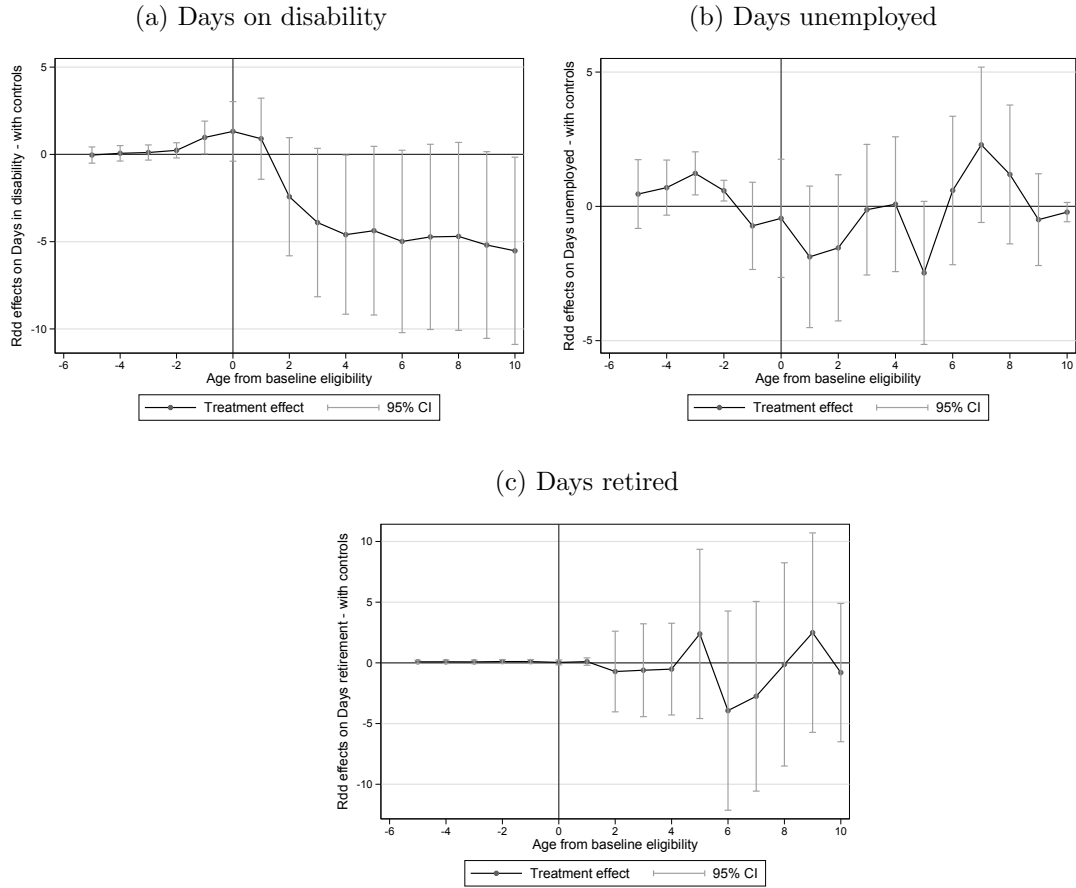 (a) Days on disability
Rdd effects on Days in disability - with controls
5
0
-5
-10
-6 -4 -2 0 2 4 6 8 10
Age from baseline eligibility
Treatment effect 95% CI
(b) Days unemployed
Rdd effects on Days unemployed - with controls
5
0
-5
-6 -4 -2 0 2 4 6 8 10
Age from baseline eligibility
Treatment effect 95% CI
(c) Days retired
Rdd effects on Days retirement - with controls
10
5
0
-5
-10
-6 -4 -2 0 2 4 6 8 10
Age from baseline eligibility
Treatment effect 95% CI